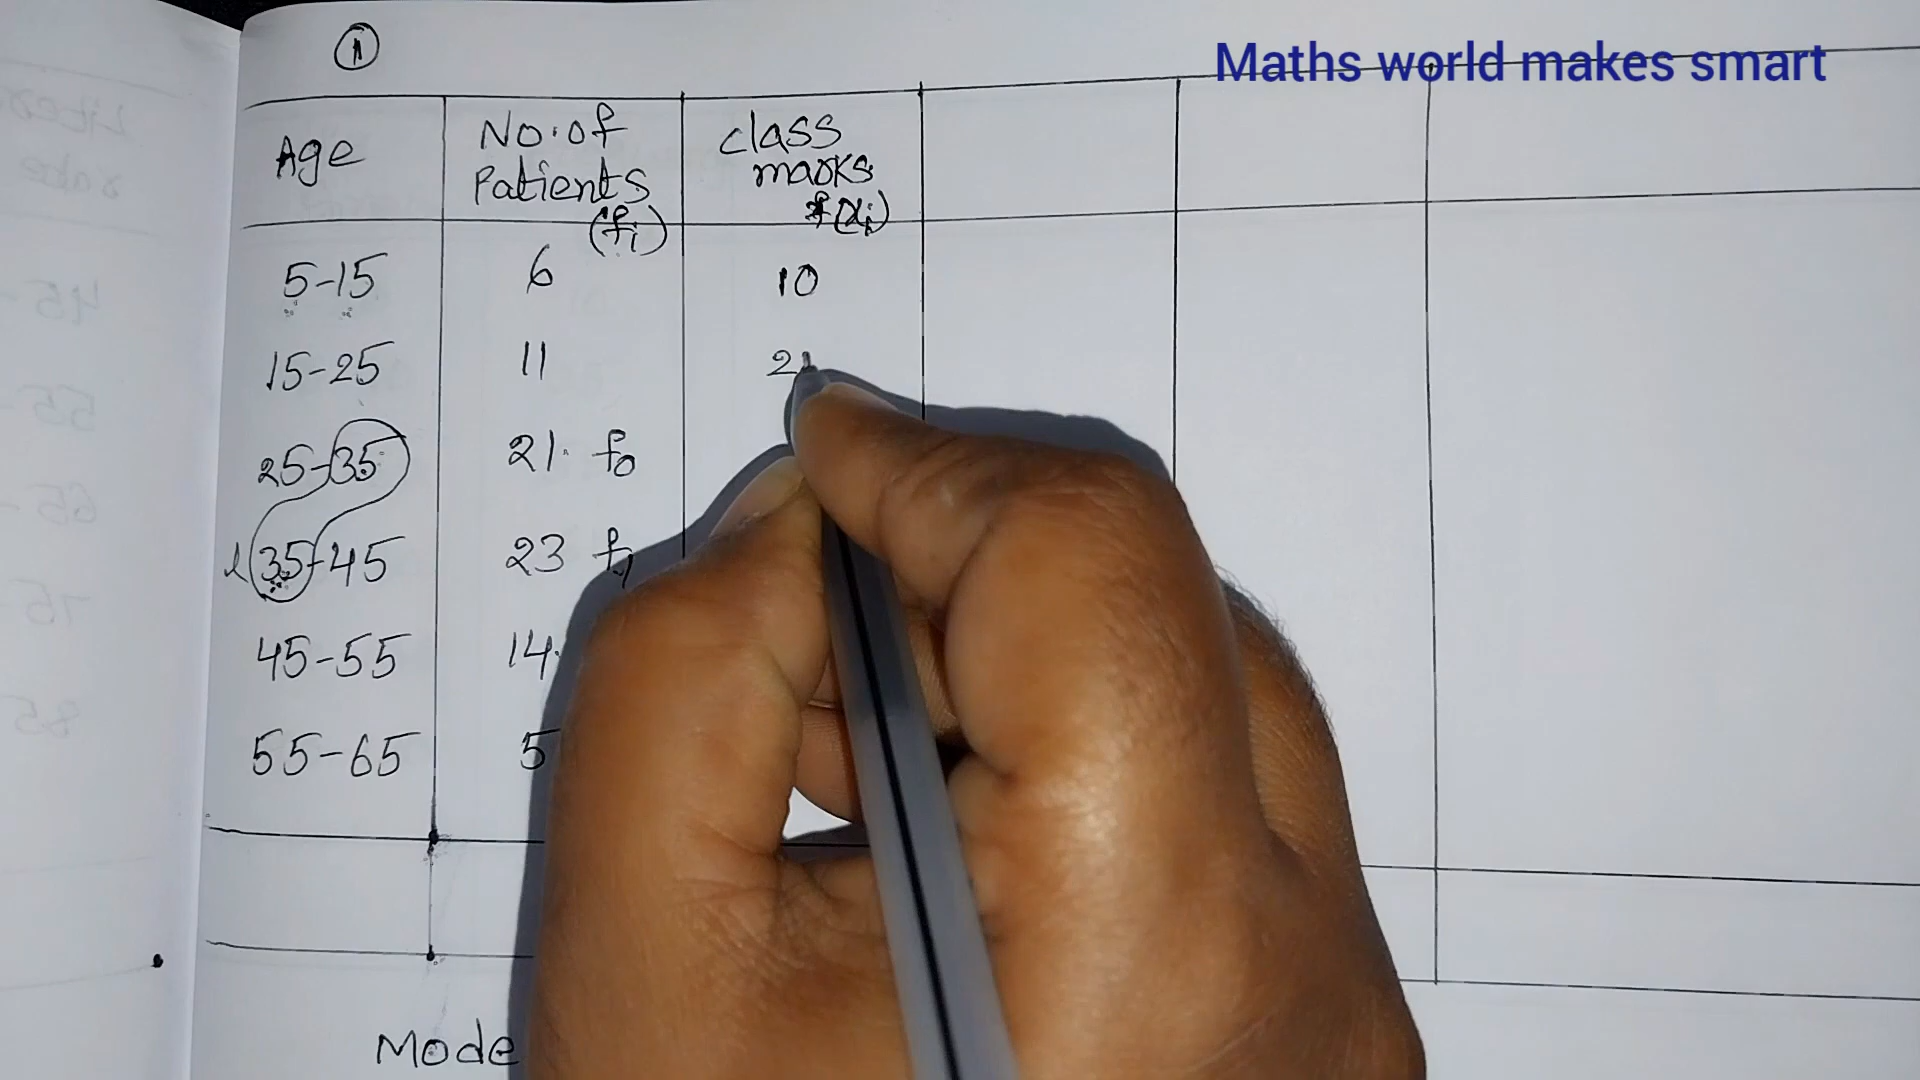 1
Maths world makes smart
Age
No. of
Patients
(fi)
class
marks
(xi)
5-15 6 10
15-25 11 2
25-35 21. f0
l 35-45 23 f1
45-55 14.
55-65 5
Mode